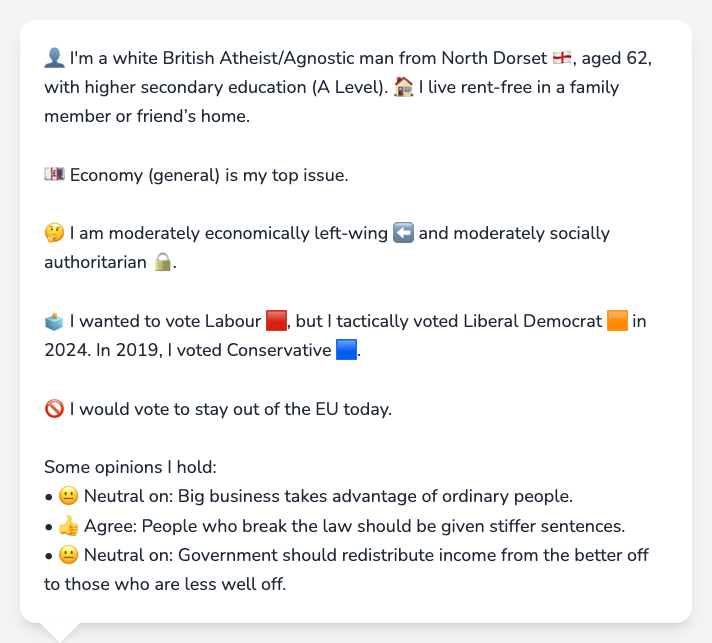 👤 I'm a white British Atheist/Agnostic man from North Dorset 🏴󠁧󠁢󠁥󠁮󠁧󠁿, aged 62,
with higher secondary education (A Level). 🏠 I live rent-free in a family
member or friend’s home.
💷 Economy (general) is my top issue.
🤔 I am moderately economically left-wing ⬅️ and moderately socially
authoritarian 🔒.
🗳️ I wanted to vote Labour 🟥, but I tactically voted Liberal Democrat 🟧 in
2024. In 2019, I voted Conservative 🟦.
🚫 I would vote to stay out of the EU today.
Some opinions I hold:
• 😐 Neutral on: Big business takes advantage of ordinary people.
• 👍 Agree: People who break the law should be given stiffer sentences.
• 😐 Neutral on: Government should redistribute income from the better off
to those who are less well off.